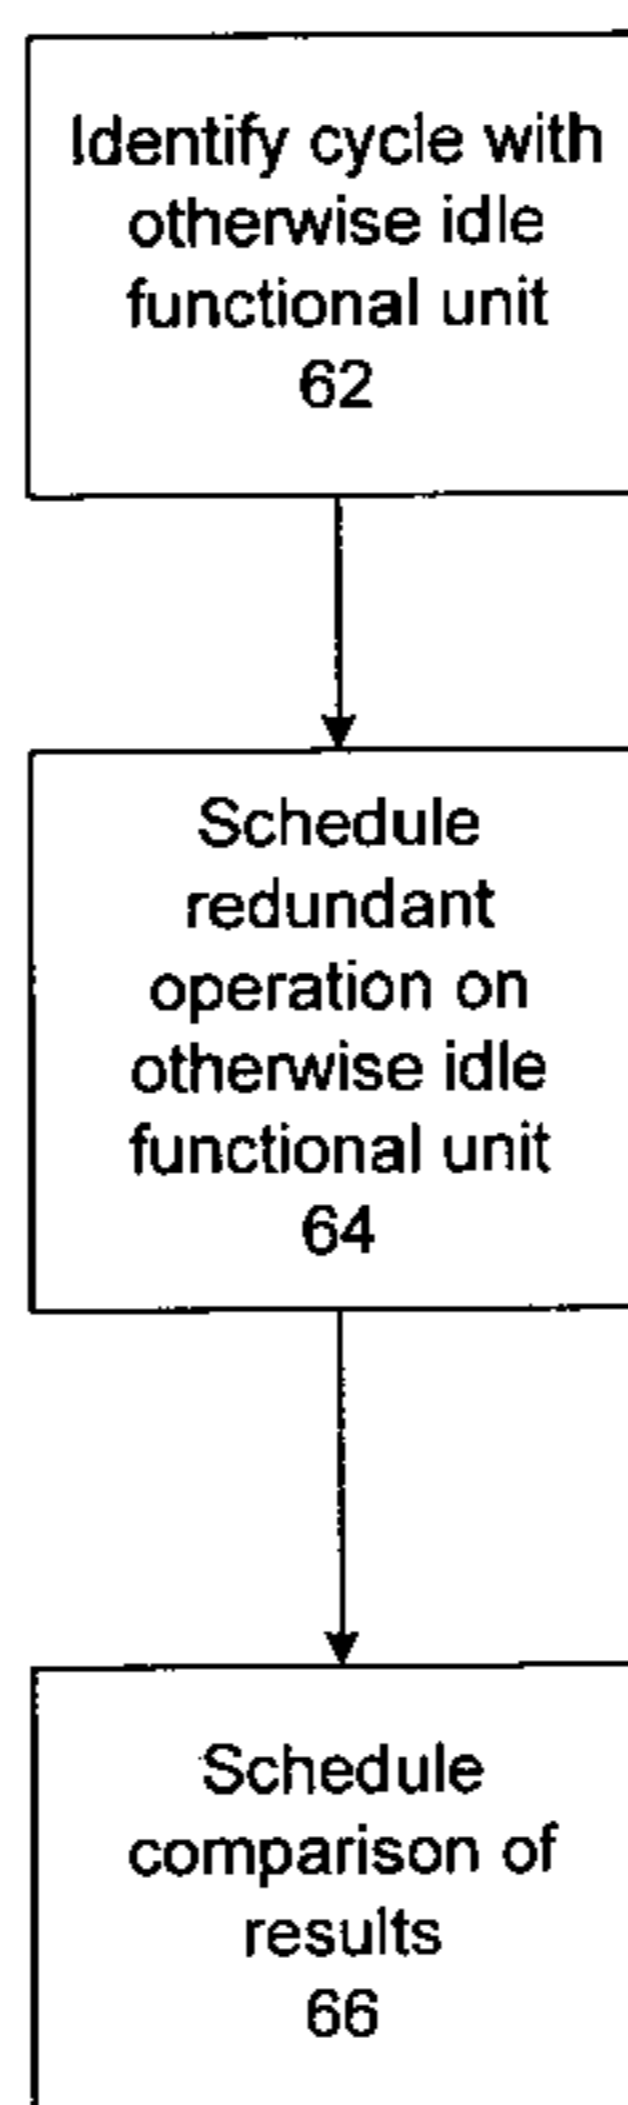 Identify cycle with
otherwise idle
functional unit
62
Schedule
redundant
operation on
otherwise idle
functional unit
64
Schedule
comparison of
results
66